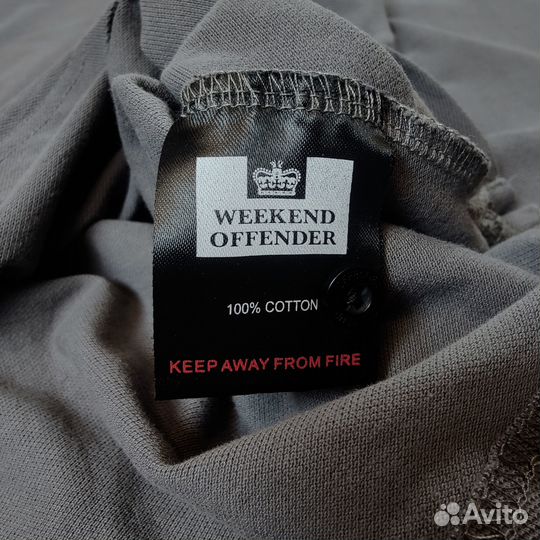 WEEKEND
OFFENDER
100% COTTON
KEEP AWAY FROM FIRE
Avito